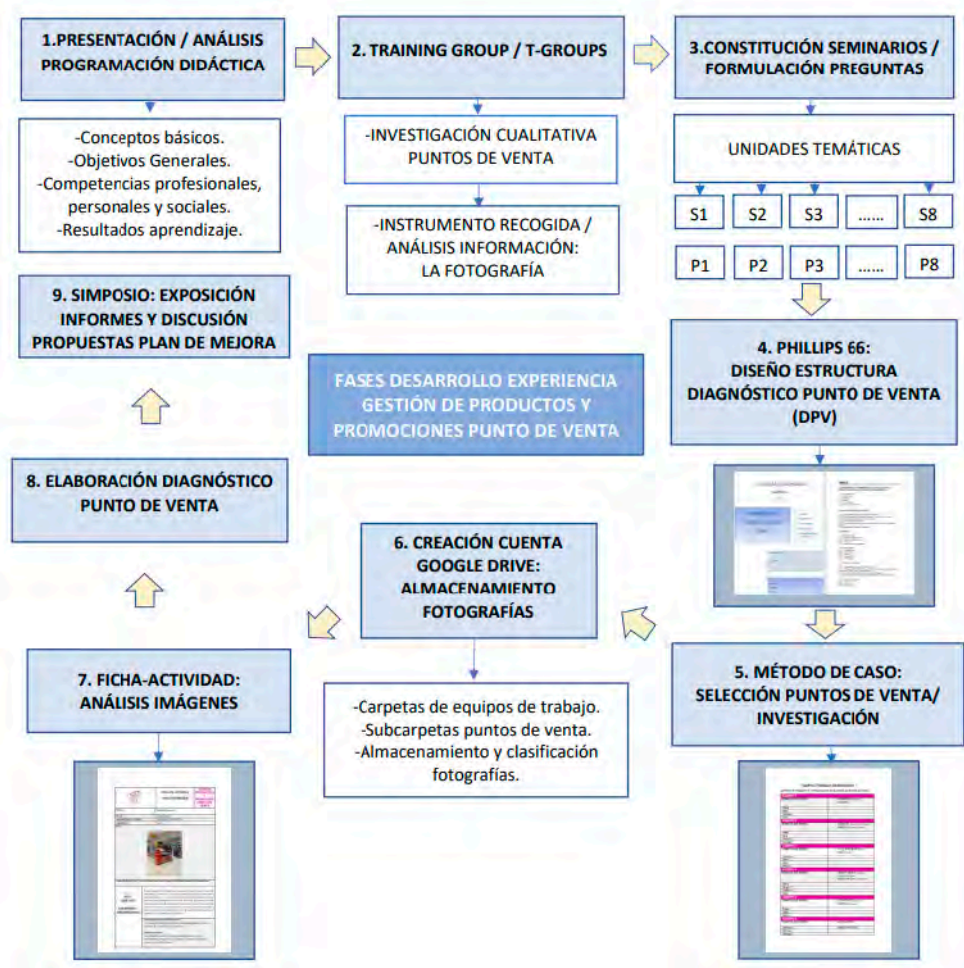 1.PRESENTACIÓN / ANÁLISIS
PROGRAMACIÓN DIDÁCTICA
-Conceptos básicos.
-Objetivos Generales.
-Competencias profesionales,
personales y sociales.
-Resultados aprendizaje.
2. TRAINING GROUP / T-GROUPS
-INVESTIGACIÓN CUALITATIVA
PUNTOS DE VENTA
-INSTRUMENTO RECOGIDA /
ANÁLISIS INFORMACIÓN:
LA FOTOGRAFÍA
3.CONSTITUCIÓN SEMINARIOS /
FORMULACIÓN PREGUNTAS
UNIDADES TEMÁTICAS
S1 S2 S3 ...... S8
P1 P2 P3 ...... P8
4. PHILLIPS 66:
DISEÑO ESTRUCTURA
DIAGNÓSTICO PUNTO DE VENTA
(DPV)
FASES DESARROLLO EXPERIENCIA
GESTIÓN DE PRODUCTOS Y
PROMOCIONES PUNTO DE VENTA
5. MÉTODO DE CASO:
SELECCIÓN PUNTOS DE VENTA/
INVESTIGACIÓN
6. CREACIÓN CUENTA
GOOGLE DRIVE:
ALMACENAMIENTO
FOTOGRAFÍAS
-Carpetas de equipos de trabajo.
-Subcarpetas puntos de venta.
-Almacenamiento y clasificación
fotografías.
7. FICHA-ACTIVIDAD:
ANÁLISIS IMÁGENES
8. ELABORACIÓN DIAGNÓSTICO
PUNTO DE VENTA
9. SIMPOSIO: EXPOSICIÓN
INFORMES Y DISCUSIÓN
PROPUESTAS PLAN DE MEJORA